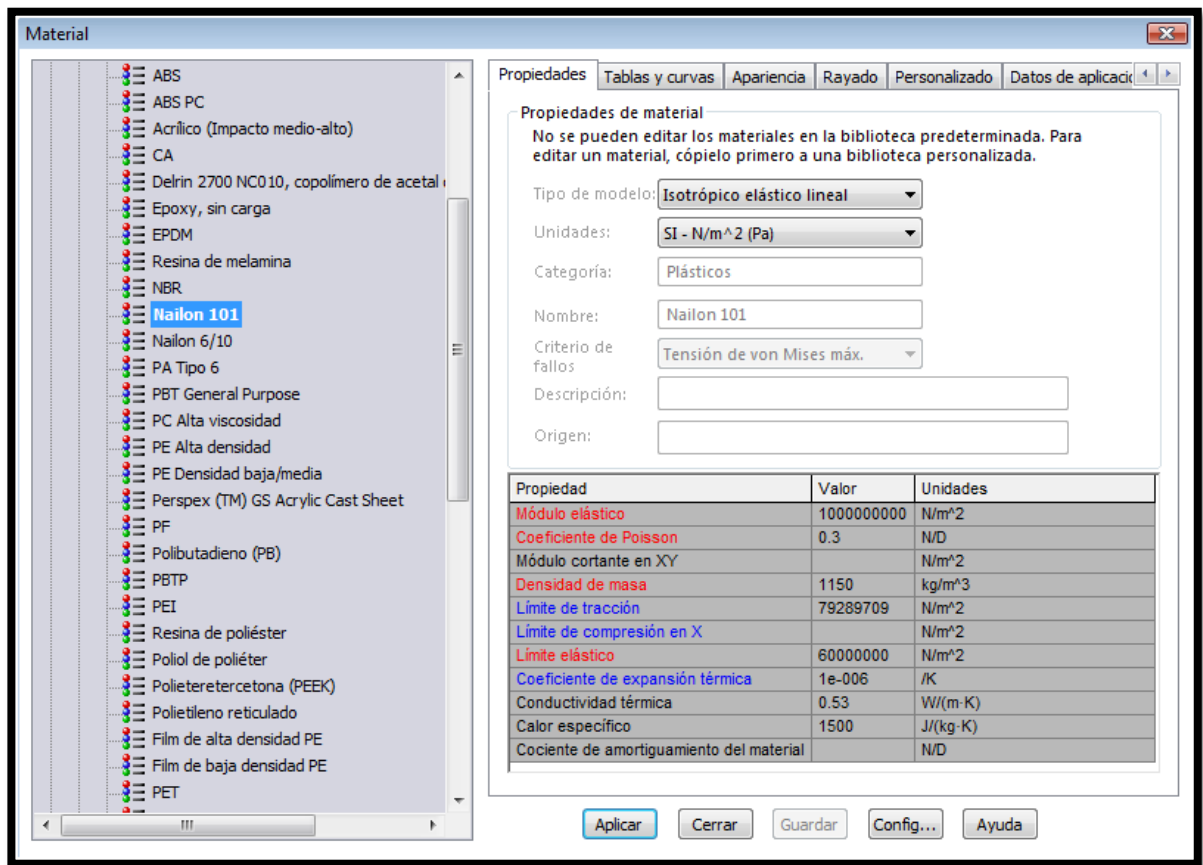 Material
ABS
ABS PC
Acrílico (Impacto medio-alto)
CA
Delrin 2700 NC010, copolímero de acetal
Epoxy, sin carga
EPDM
Resina de melamina
NBR
Nailon 101
Nailon 6/10
PA Tipo 6
PBT General Purpose
PC Alta viscosidad
PE Alta densidad
PE Densidad baja/media
Perspex (TM) GS Acrylic Cast Sheet
PF
Polibutadieno (PB)
PBTP
PEI
Resina de poliéster
Poliol de poliéter
Polieteretercetona (PEEK)
Polietileno reticulado
Film de alta densidad PE
Film de baja densidad PE
PET
Propiedades Tablas y curvas Apariencia Rayado Personalizado Datos de aplicació
Propiedades de material
No se pueden editar los materiales en la biblioteca predeterminada. Para
editar un material, cópielo primero a una biblioteca personalizada.
Tipo de modelo: Isotrópico elástico lineal
Unidades: SI - N/m^2 (Pa)
Categoría: Plásticos
Nombre: Nailon 101
Criterio de
fallos Tensión de von Mises máx.
Descripción:
Origen:
Propiedad Valor Unidades
Módulo elástico 1000000000 N/m^2
Coeficiente de Poisson 0.3 N/D
Módulo cortante en XY N/m^2
Densidad de masa 1150 kg/m^3
Límite de tracción 79289709 N/m^2
Límite de compresión en X N/m^2
Límite elástico 60000000 N/m^2
Coeficiente de expansión térmica 1e-006 /K
Conductividad térmica 0.53 W/(m·K)
Calor específico 1500 J/(kg·K)
Cociente de amortiguamiento del material N/D
Aplicar Cerrar Guardar Config... Ayuda